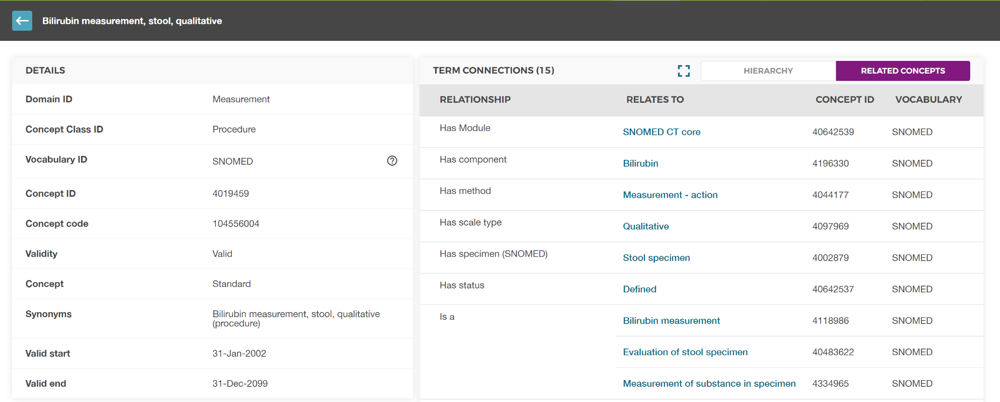 Bilirubin measurement, stool, qualitative
DETAILS
Domain ID Measurement
Concept Class ID Procedure
Vocabulary ID SNOMED ?
Concept ID 4019459
Concept code 104556004
Validity Valid
Concept Standard
Synonyms Bilirubin measurement, stool, qualitative
(procedure)
Valid start 31-Jan-2002
Valid end 31-Dec-2099
TERM CONNECTIONS (15) HIERARCHY RELATED CONCEPTS
RELATIONSHIP RELATES TO CONCEPT ID VOCABULARY
Has Module SNOMED CT core 40642539 SNOMED
Has component Bilirubin 4196330 SNOMED
Has method Measurement - action 4044177 SNOMED
Has scale type Qualitative 4097969 SNOMED
Has specimen (SNOMED) Stool specimen 4002879 SNOMED
Has status Defined 40642537 SNOMED
Is a Bilirubin measurement 4118986 SNOMED
Evaluation of stool specimen 40483622 SNOMED
Measurement of substance in specimen 4334965 SNOMED